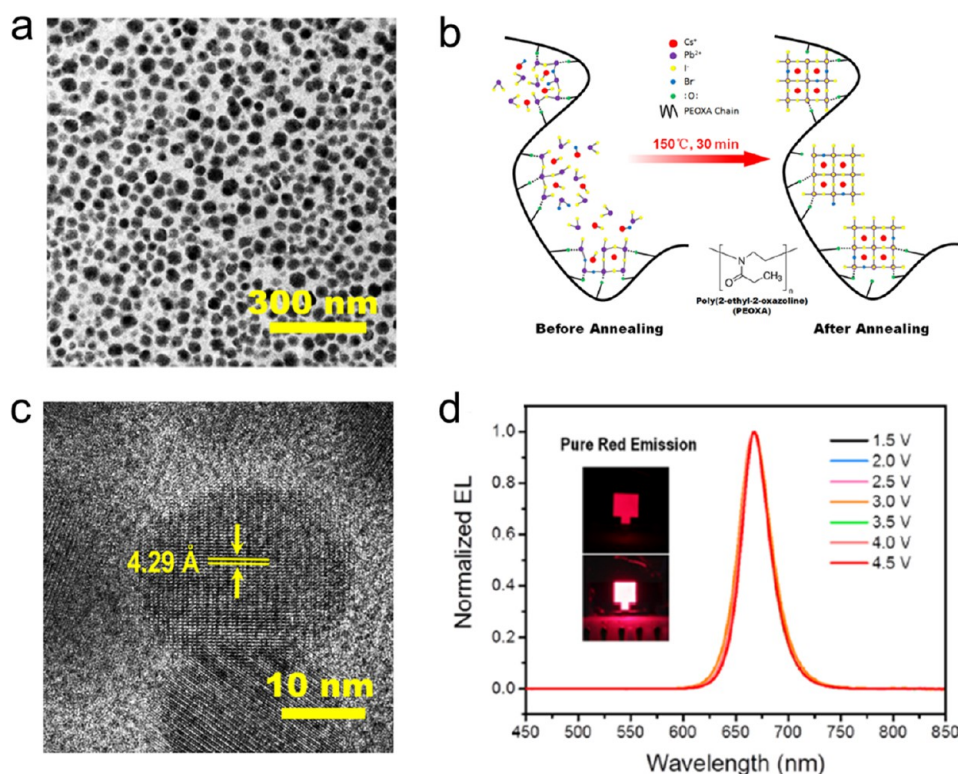 a
300 nm
b
Cs⁺
Pb²⁺
I⁻
Br⁻
:O:
PEOXA Chain
150℃, 30 min
O
N
CH₃
n
Poly(2-ethyl-2-oxazoline)
(PEOXA)
Before Annealing
After Annealing
c
4.29 Å
10 nm
d
Pure Red Emission
1.5 V
2.0 V
2.5 V
3.0 V
3.5 V
4.0 V
4.5 V
Normalized EL
1.0
0.8
0.6
0.4
0.2
0.0
450 500 550 600 650 700 750 800 850
Wavelength (nm)